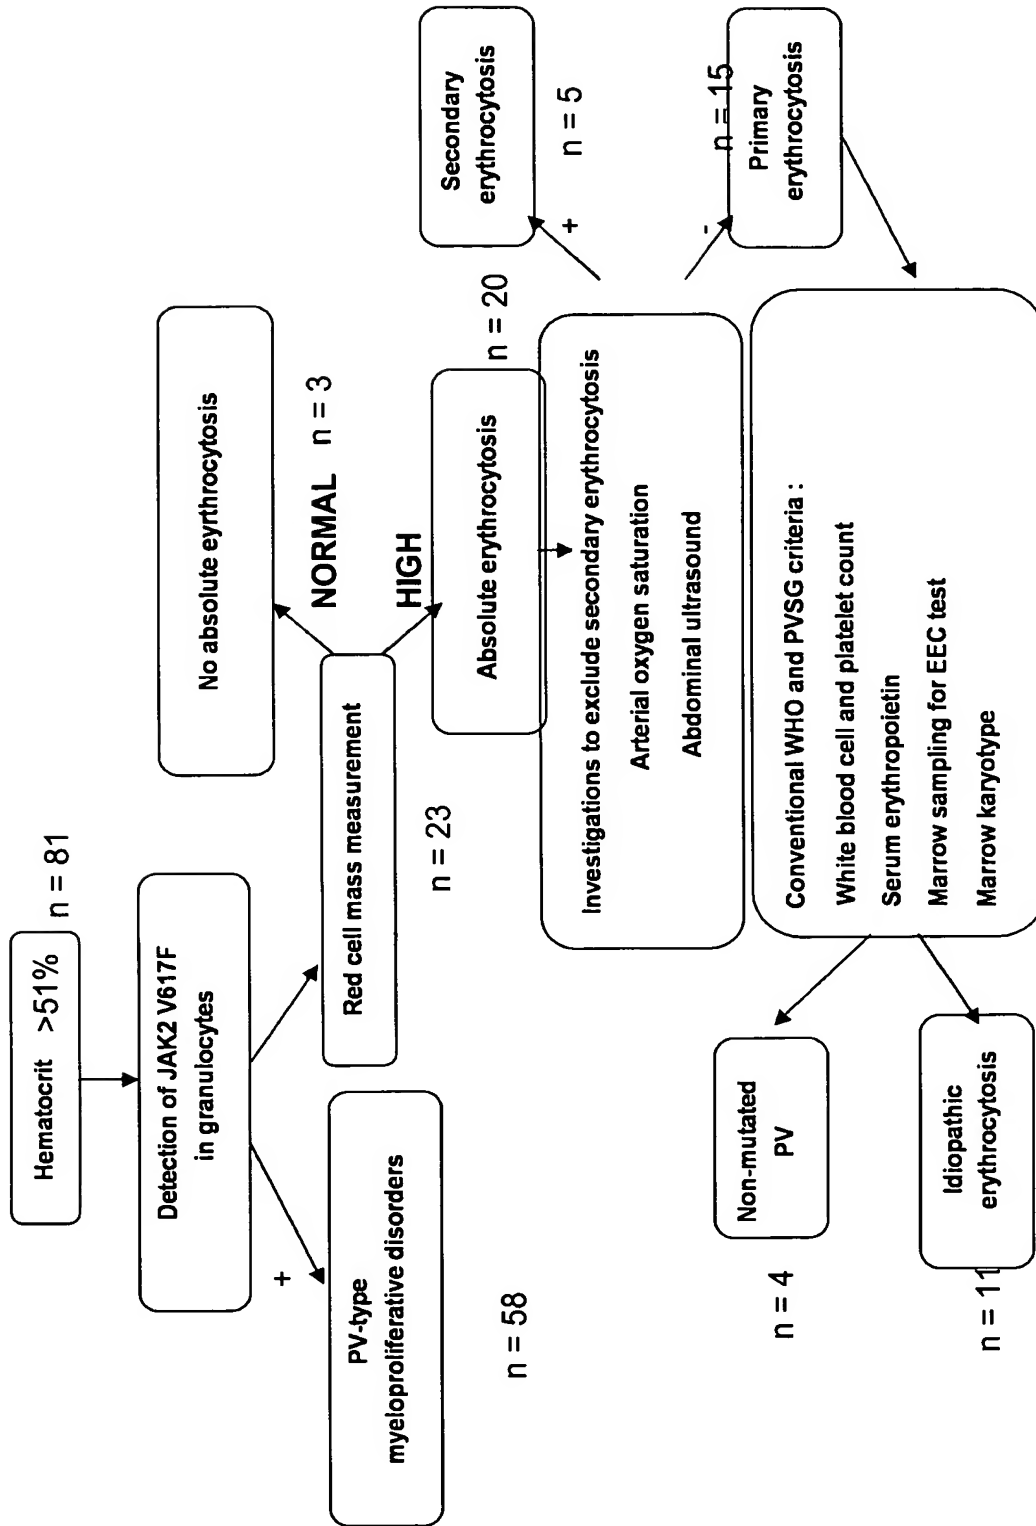 Hematocrit >51%
n = 81
Detection of JAK2 V617F
in granulocytes
+
PV-type
myeloproliferative disorders
n = 58
Red cell mass measurement
n = 23
No absolute eyrthrocytosis
NORMAL n = 3
HIGH
Absolute erythrocytosis
n = 20
Investigations to exclude secondary erythrocytosis
Arterial oxygen saturation
Abdominal ultrasound
+
Secondary
erythrocytosis
n = 5
-
n = 15
Primary
erythrocytosis
Conventional WHO and PVSG criteria :
White blood cell and platelet count
Serum erythropoietin
Marrow sampling for EEC test
Marrow karyotype
Non-mutated
PV
n = 4
Idiopathic
erythrocytosis
n = 11